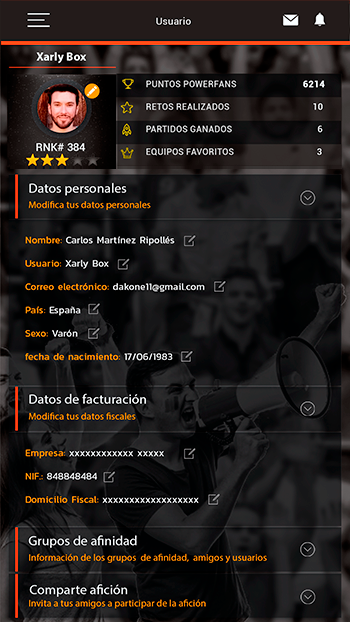 Usuario
Xarly Box
PUNTOS POWERFANS 6214
RETOS REALIZADOS 10
PARTIDOS GANADOS 6
EQUIPOS FAVORITOS 3
RNK# 384
Datos personales
Modifica tus datos personales
Nombre: Carlos Martínez Ripollés
Usuario: Xarly Box
Correo electrónico: dakone11@gmail.com
País: España
Sexo: Varón
fecha de nacimiento: 17/06/1983
Datos de facturación
Modifica tus datos fiscales
Empresa: xxxxxxxxxxxx xxxxx
NIF.: 848848484
Domicilio Fiscal: xxxxxxxxxxxxxxxxxx
Grupos de afinidad
Información de los grupos de afinidad, amigos y usuarios
Comparte afición
Invita a tus amigos a participar de la afición